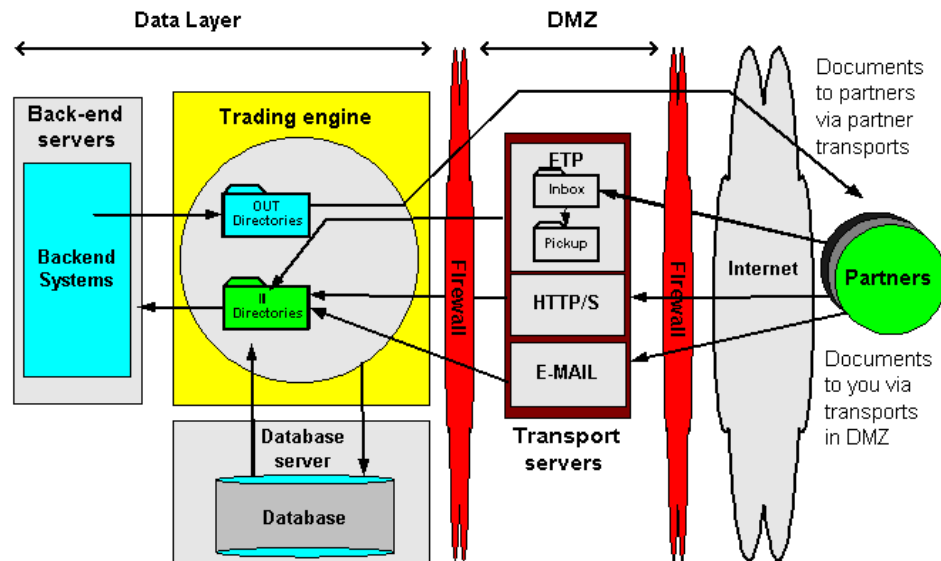 Data Layer
DMZ
Back-end
servers
Backend
Systems
Trading engine
OUT
Directories
Directories
Database
server
Database
Firewall
FTP
Inbox
Pickup
HTTP/S
E-MAIL
Transport
servers
Firewall
Internet
Documents
to partners
via partner
transports
Partners
Documents
to you via
transports
in DMZ